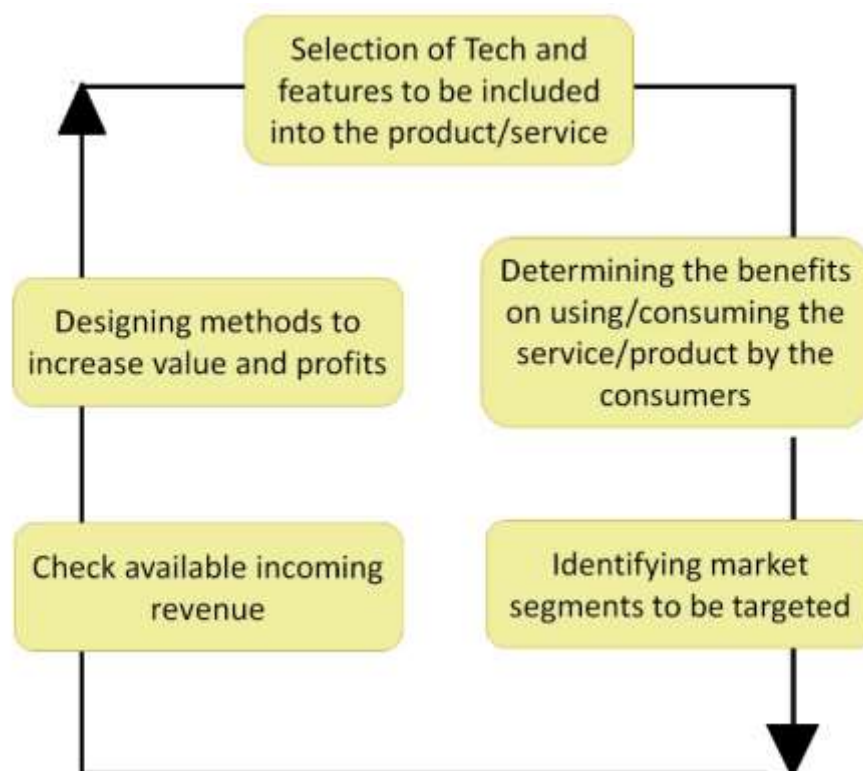 Selection of Tech and
features to be included
into the product/service
Determining the benefits
on using/consuming the
service/product by the
consumers
Identifying market
segments to be targeted
Check available incoming
revenue
Designing methods to
increase value and profits